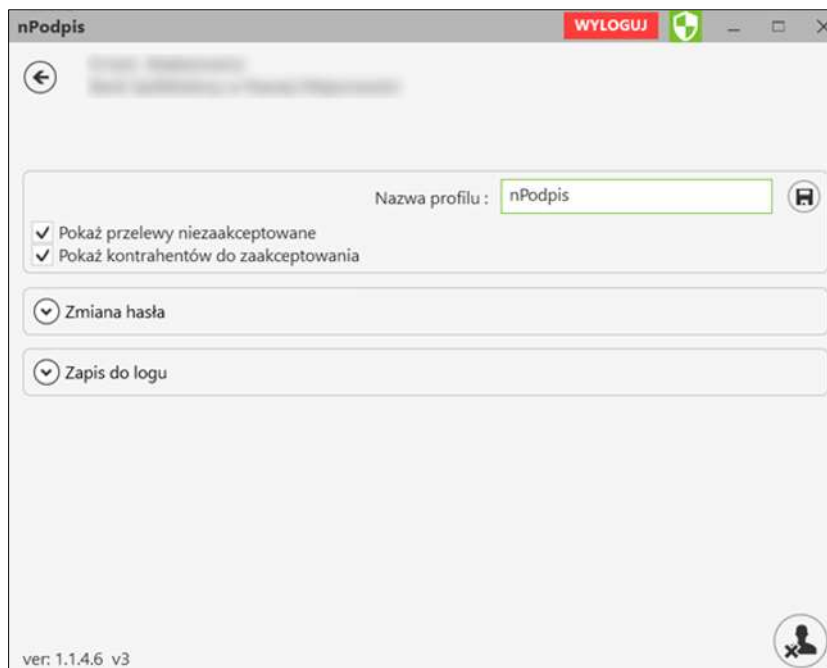 nPodpis WYLOGUJ
Nazwa profilu : nPodpis
Pokaż przelewy niezaakceptowane
Pokaż kontrahentów do zaakceptowania
Zmiana hasła
Zapis do logu
ver: 1.1.4.6 v3